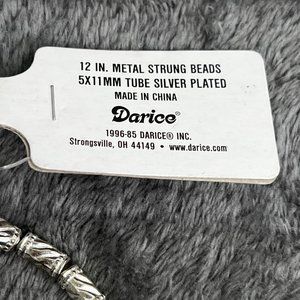 12 IN. METAL STRUNG BEADS
5X11MM TUBE SILVER PLATED
MADE IN CHINA
Darice®
1996-85 DARICE® INC.
Strongsville, OH 44149 • www.darice.com